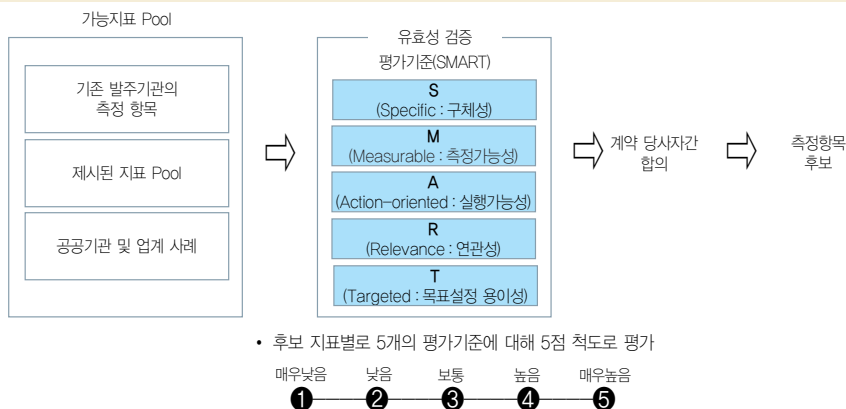 가능지표 Pool
기존 발주기관의
측정 항목
제시된 지표 Pool
공공기관 및 업계 사례
유효성 검증
평가기준(SMART)
S
(Specific : 구체성)
M
(Measurable : 측정가능성)
A
(Action-oriented : 실행가능성)
R
(Relevance : 연관성)
T
(Targeted : 목표설정 용이성)
계약 당사자간
합의
측정항목
후보
• 후보 지표별로 5개의 평가기준에 대해 5점 척도로 평가
매우낮음 낮음 보통 높음 매우높음
❶ ❷ ❸ ❹ ❺